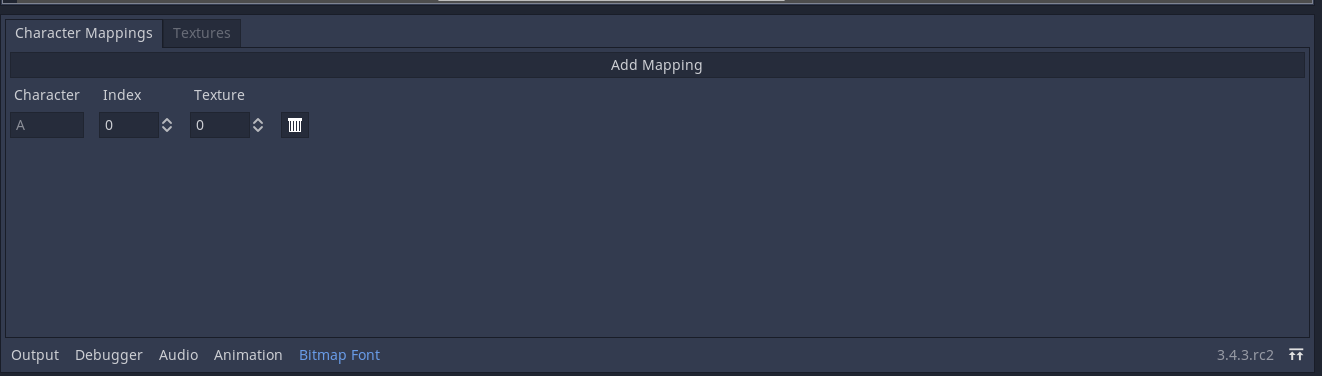 Character Mappings Textures
Add Mapping
Character Index Texture
A 0 0
Output Debugger Audio Animation Bitmap Font 3.4.3.rc2